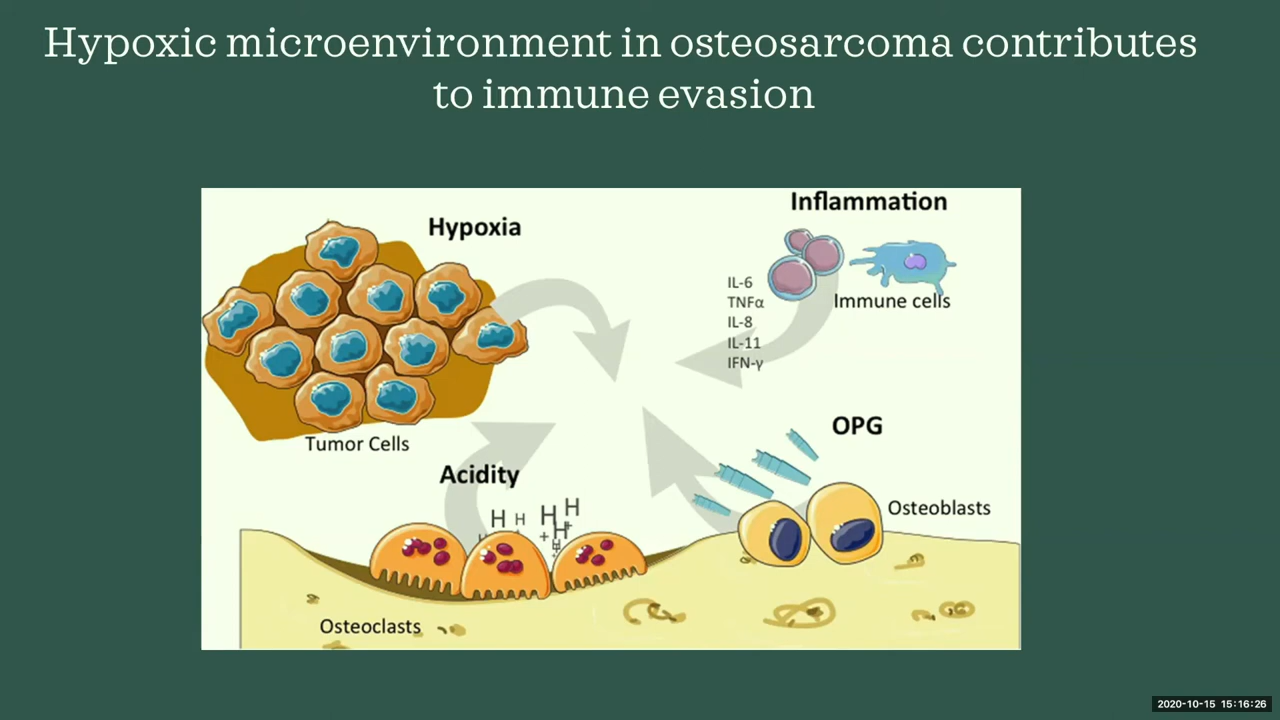 Hypoxic microenvironment in osteosarcoma contributes
to immune evasion
Hypoxia
Inflammation
IL-6
TNFα
IL-8
IL-11
IFN-γ
Immune cells
Tumor Cells
OPG
Acidity
Osteoblasts
H H H H
+ +
Osteoclasts
2020-10-15 15:16:26